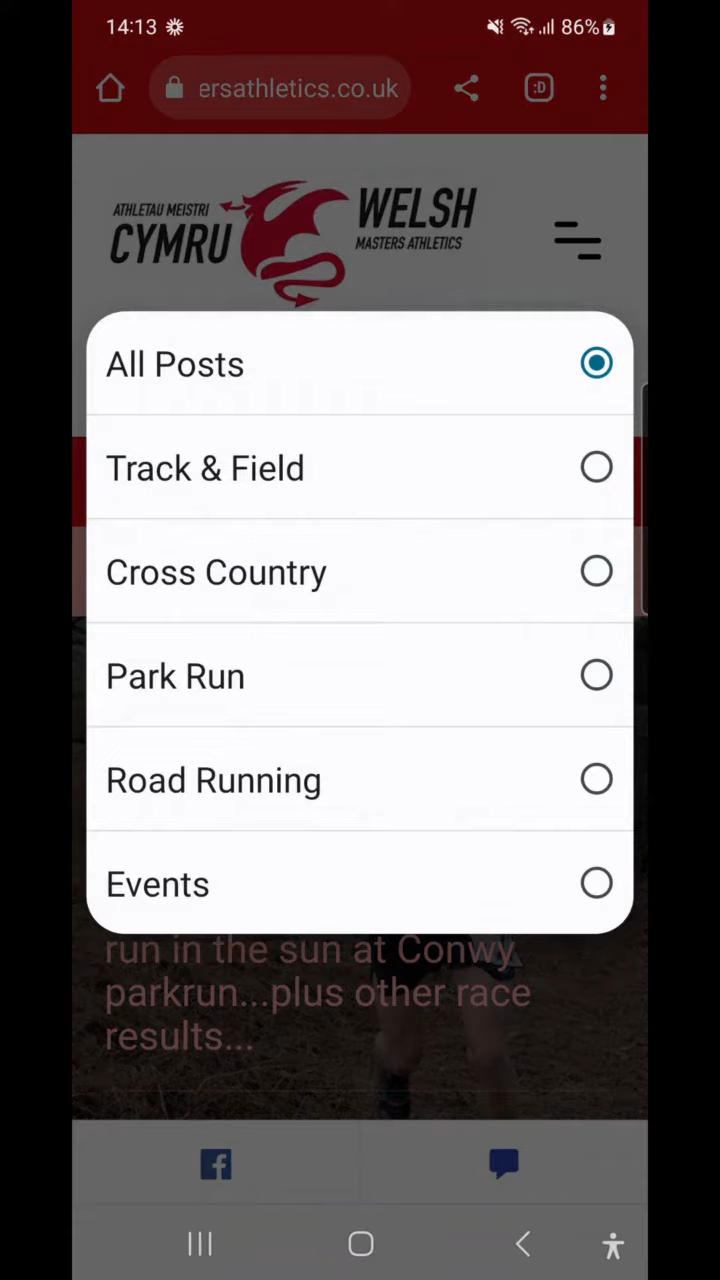 14:13
86%
ersathletics.co.uk
:D
ATHLETAU MEISTRI
CYMRU
WELSH
MASTERS ATHLETICS
All Posts
Track & Field
Cross Country
Park Run
Road Running
Events
run in the sun at Conwy
parkrun...plus other race
results...